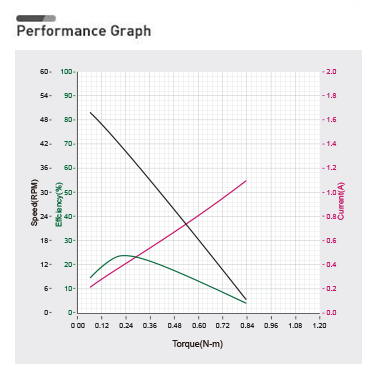 Performance Graph
60- 100- - 2.0
54- 90- - 1.8
48- 80- - 1.6
42- 70- - 1.4
36- 60- - 1.2
30- 50- - 1.0
24- 40- - 0.8
18- 30- - 0.6
12- 20- - 0.4
6- 10- - 0.2
0- 0- - 0.0
Speed(RPM)
Efficiency(%)
Current(A)
0 00 0.12 0.24 0.36 0.48 0.60 0.72 0.84 0.96 1.08 1.20
Torque(N-m)